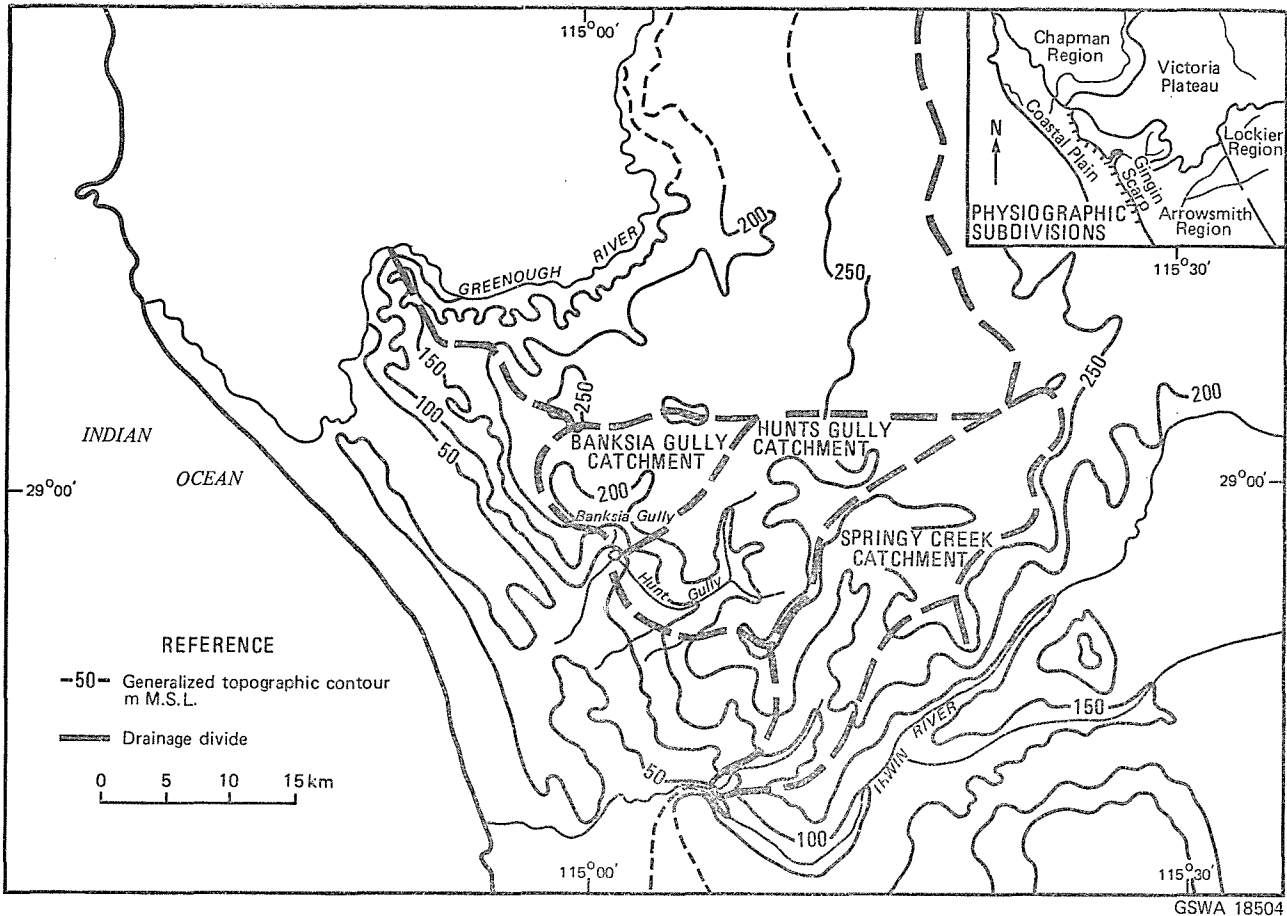 115°00'
Chapman
Region
Victoria
Plateau
Coastal Plain
N
Lockier
Region
Gingin
Scarp
Arrowsmith
Region
PHYSIOGRAPHIC
SUBDIVISIONS
115°30'
200
GREENOUGH RIVER
250
150
250
250
200
100
INDIAN
OCEAN
50
BANKSIA GULLY
CATCHMENT
HUNTS GULLY
CATCHMENT
29°00'
29°00'
200
Banksia Gully
SPRINGY CREEK
CATCHMENT
Hunt Gully
REFERENCE
-50- Generalized topographic contour
m M.S.L.
Drainage divide
0 5 10 15 km
150
IRWIN RIVER
50
100
115°00'
115°30'
GSWA 18504